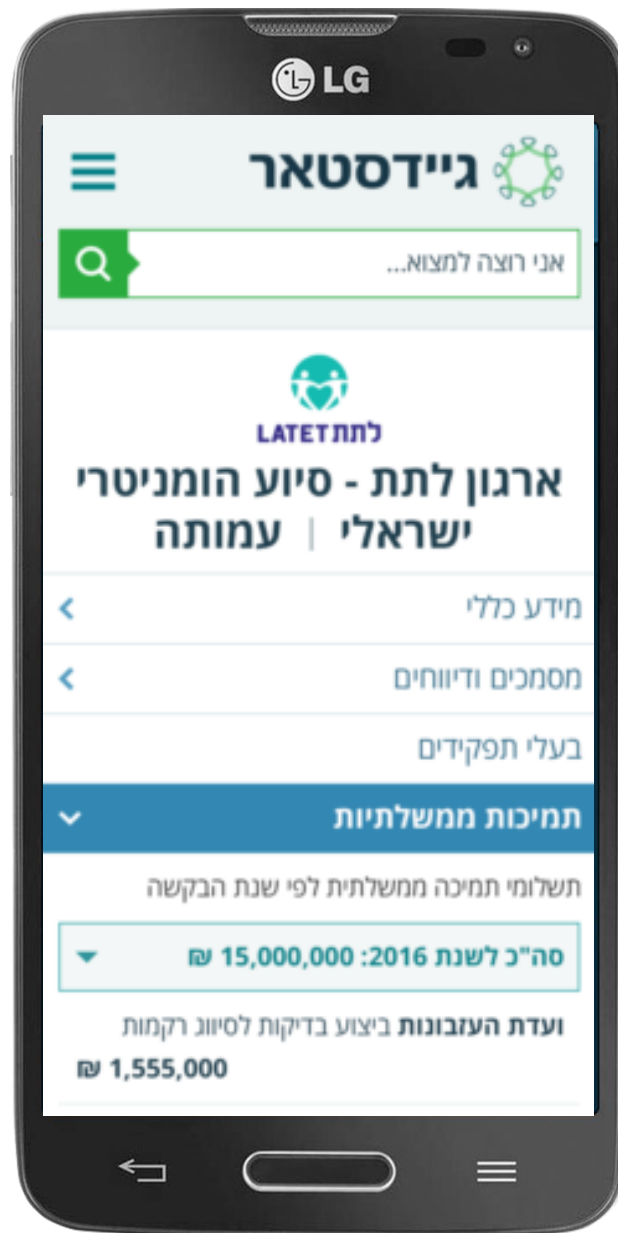 LG
גיידסטאר
אני רוצה למצוא...
לתת LATET
ארגון לתת - סיוע הומניטרי
ישראלי | עמותה
מידע כללי
מסמכים ודיווחים
בעלי תפקידים
תמיכות ממשלתיות
תשלומי תמיכה ממשלתית לפי שנת הבקשה
סה"כ לשנת 2016: 15,000,000 ₪
ועדת העזבונות ביצוע בדיקות לסיווג רקמות
1,555,000 ₪